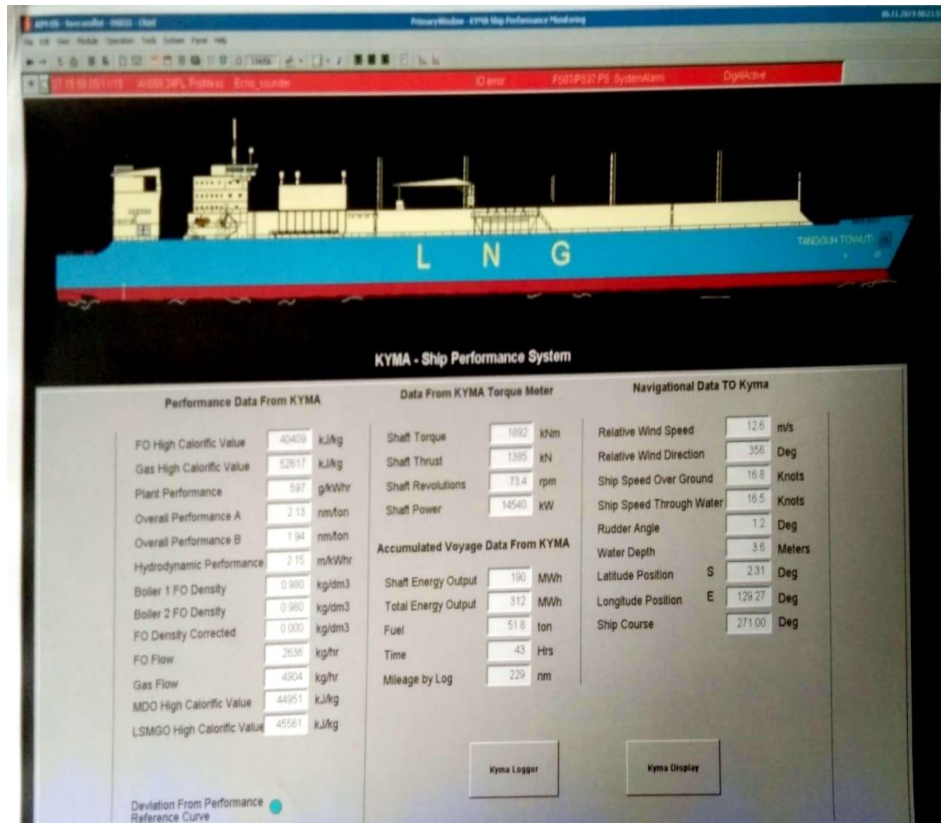 PrimaryWindow - KYMA Ship Performance Monitoring
Echo_sounder
IO error
SystemAlarm
L N G
TANGGUH TOWUTI
KYMA - Ship Performance System
Performance Data From KYMA
FO High Calorific Value 40409 kJ/kg
Gas High Calorific Value 52617 kJ/kg
Plant Performance 597 g/kWhr
Overall Performance A 2.13 nm/ton
Overall Performance B 1.94 nm/ton
Hydrodynamic Performance 2.15 m/kWhr
Boiler 1 FO Density 0.980 kg/dm3
Boiler 2 FO Density 0.980 kg/dm3
FO Density Corrected 0.000 kg/dm3
FO Flow 2636 kg/hr
Gas Flow 4904 kg/hr
MDO High Calorific Value 44951 kJ/kg
LSMGO High Calorific Value 45561 kJ/kg
Deviation From Performance
Reference Curve
Data From KYMA Torque Meter
Shaft Torque 1892 kNm
Shaft Thrust 1385 kN
Shaft Revolutions 73.4 rpm
Shaft Power 14540 kW
Accumulated Voyage Data From KYMA
Shaft Energy Output 190 MWh
Total Energy Output 312 MWh
Fuel 51.8 ton
Time 43 Hrs
Mileage by Log 229 nm
Kyma Logger
Navigational Data TO Kyma
Relative Wind Speed 12.6 m/s
Relative Wind Direction 356 Deg
Ship Speed Over Ground 16.8 Knots
Ship Speed Through Water 16.5 Knots
Rudder Angle 1.2 Deg
Water Depth 3.6 Meters
Latitude Position S 2.31 Deg
Longitude Position E 129.27 Deg
Ship Course 271.00 Deg
Kyma Display